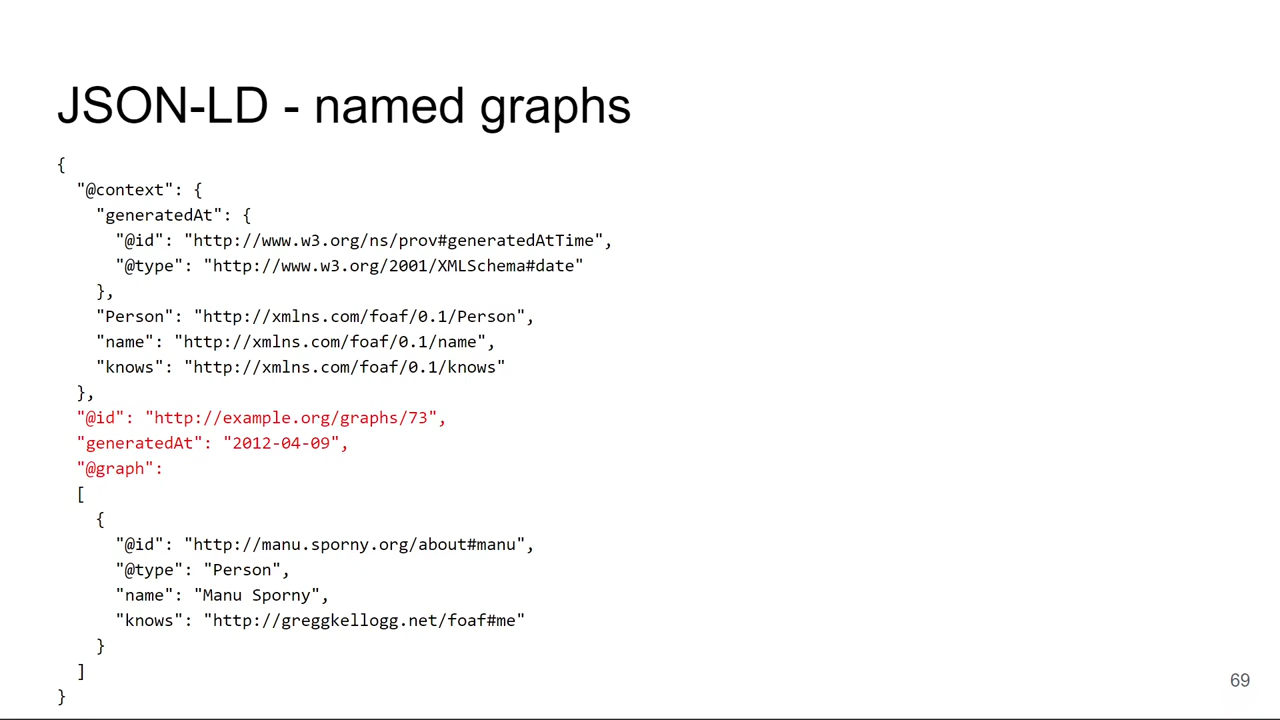 JSON-LD - named graphs
{
  "@context": {
    "generatedAt": {
      "@id": "http://www.w3.org/ns/prov#generatedAtTime",
      "@type": "http://www.w3.org/2001/XMLSchema#date"
    },
    "Person": "http://xmlns.com/foaf/0.1/Person",
    "name": "http://xmlns.com/foaf/0.1/name",
    "knows": "http://xmlns.com/foaf/0.1/knows"
  },
  "@id": "http://example.org/graphs/73",
  "generatedAt": "2012-04-09",
  "@graph":
  [
    {
      "@id": "http://manu.sporny.org/about#manu",
      "@type": "Person",
      "name": "Manu Sporny",
      "knows": "http://greggkellogg.net/foaf#me"
    }
  ]
}
69